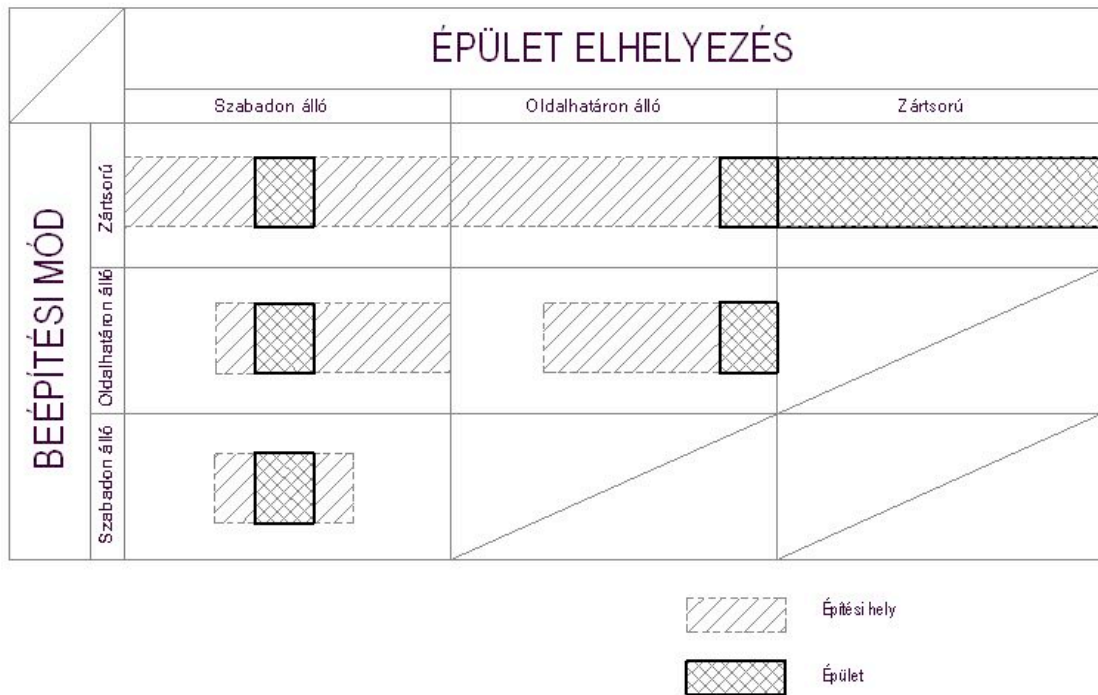 ÉPÜLET ELHELYEZÉS
Szabadon álló
Oldalhatáron álló
Zártsorú
BEÉPÍTÉSI MÓD
Zártsorú
Oldalhatáron álló
Szabadon álló
Építési hely
Épület